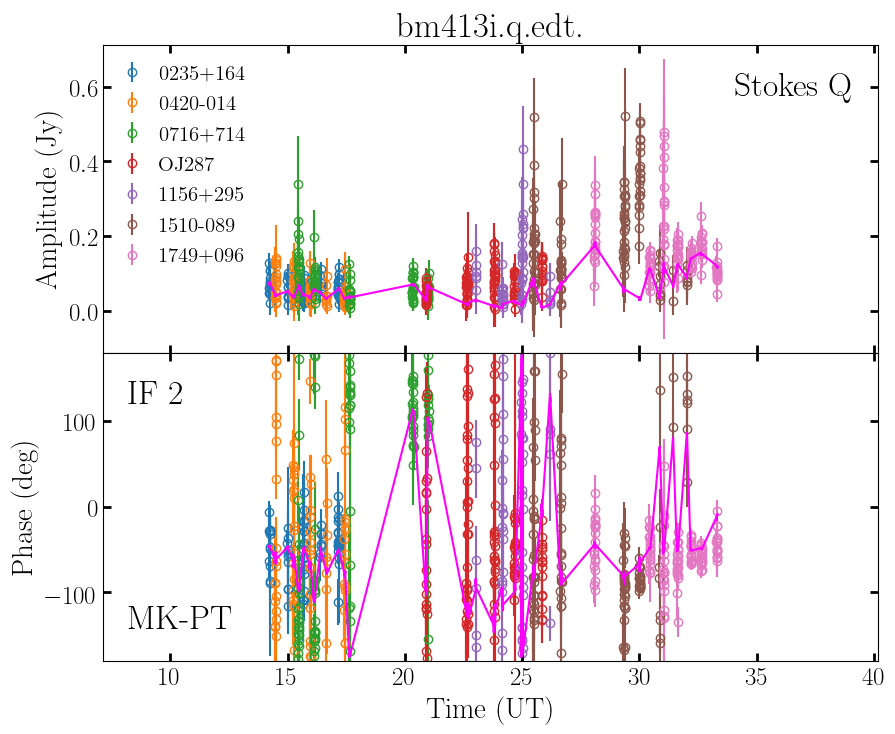 bm413i.q.edt.
Stokes Q
0235+164
0420-014
0716+714
OJ287
1156+295
1510-089
1749+096
Amplitude (Jy)
0.6
0.4
0.2
0.0
IF 2
MK-PT
Phase (deg)
100
0
−100
10 15 20 25 30 35 40
Time (UT)